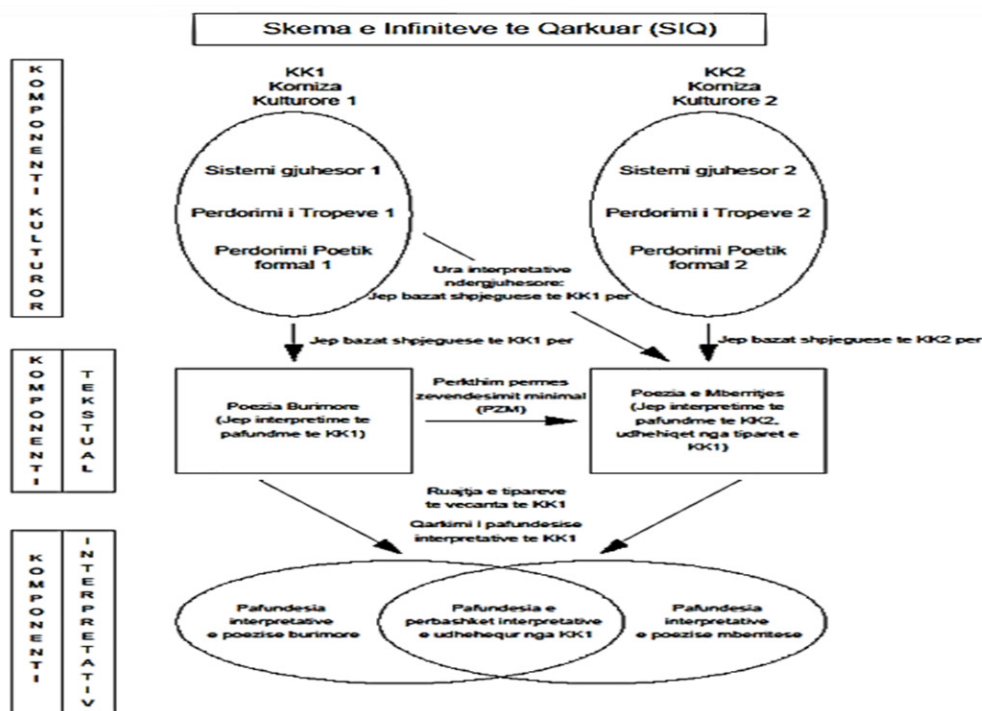 Skema e Infiniteve te Qarkuar (SIQ)
KOMPONENTI KULTUROR
KK1
Korniza
Kulturore 1
KK2
Korniza
Kulturore 2
Sistemi gjuhesor 1
Perdorimi i Tropeve 1
Perdorimi Poetik
formal 1
Sistemi gjuhesor 2
Perdorimi i Tropeve 2
Perdorimi Poetik
formal 2
Ura interpretative
ndergjuhesore:
Jep bazat shpjeguese te KK1 per
Jep bazat shpjeguese te KK1 per
Jep bazat shpjeguese te KK2 per
KOMPONENTI
TEKSTUAL
Poezia Burimore
(Jep interpretime te
pafundme te KK1)
Perkthim permes
zevendesimit minimal
(PZM)
Poezia e Mberritjes
(Jep interpretime te
pafundme te KK2,
udhehiqet nga tiparet e
KK1)
Ruajtja e tipareve
te vecanta te KK1
Qarkimi i pafundesise
interpretative te KK1
KOMPONENTI
INTERPRETATIV
Pafundesia
interpretative
e poezise burimore
Pafundesia e
perbashket interpretative
e udhehequr nga KK1
Pafundesia
interpretative
e poezise mberritese